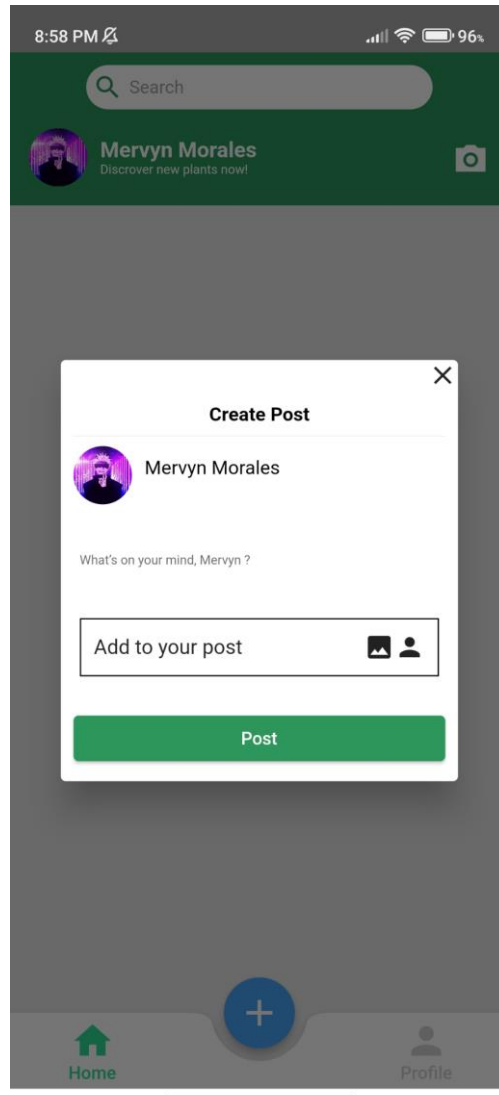 8:58 PM
96%
Search
Mervyn Morales
Discrover new plants now!
Create Post
Mervyn Morales
What's on your mind, Mervyn ?
Add to your post
Post
Home
Profile